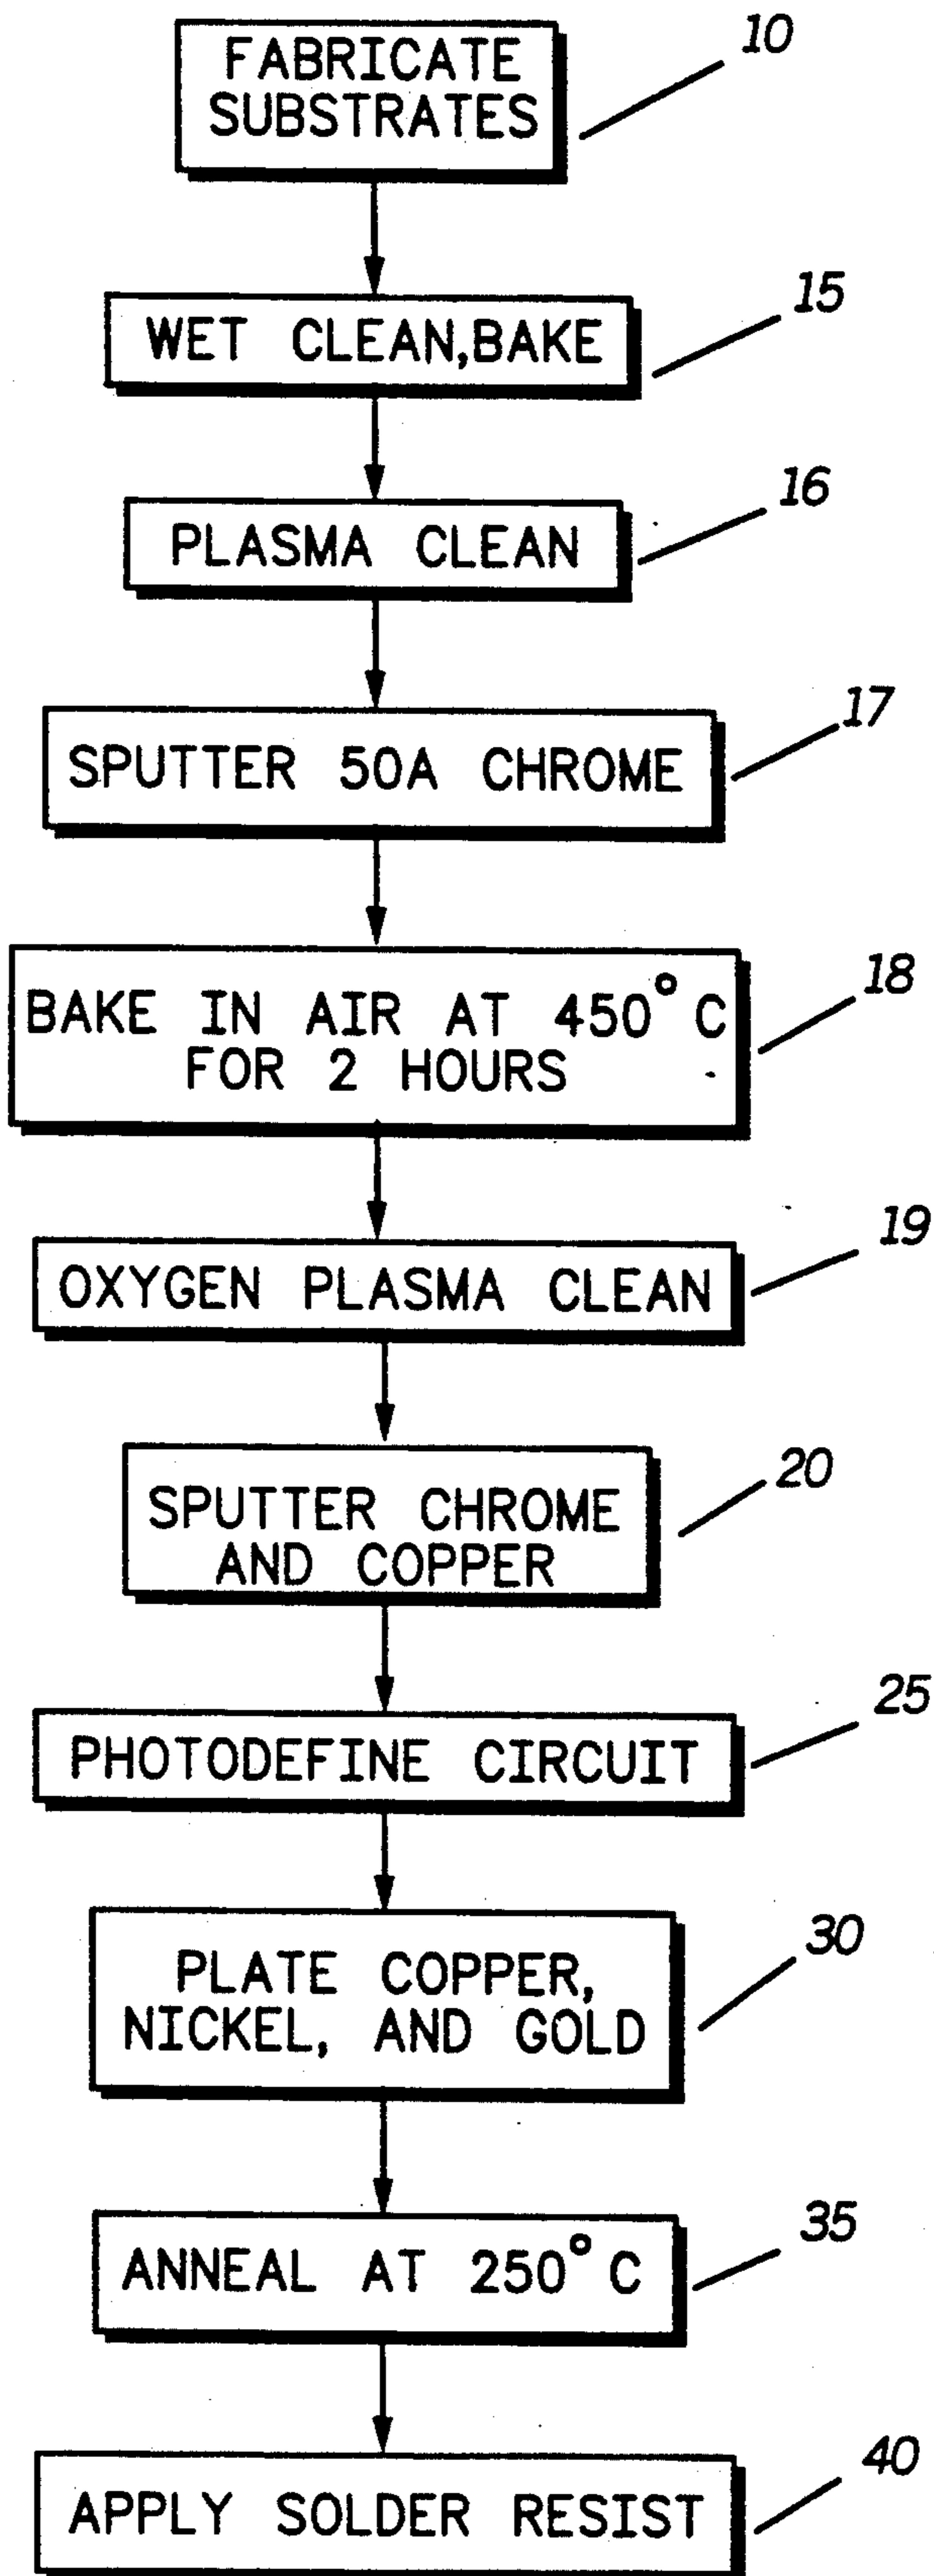 FABRICATE
SUBSTRATES
10
WET CLEAN,BAKE
15
PLASMA CLEAN
16
SPUTTER 50A CHROME
17
BAKE IN AIR AT 450° C
FOR 2 HOURS
18
OXYGEN PLASMA CLEAN
19
SPUTTER CHROME
AND COPPER
20
PHOTODEFINE CIRCUIT
25
PLATE COPPER,
NICKEL, AND GOLD
30
ANNEAL AT 250° C
35
APPLY SOLDER RESIST
40